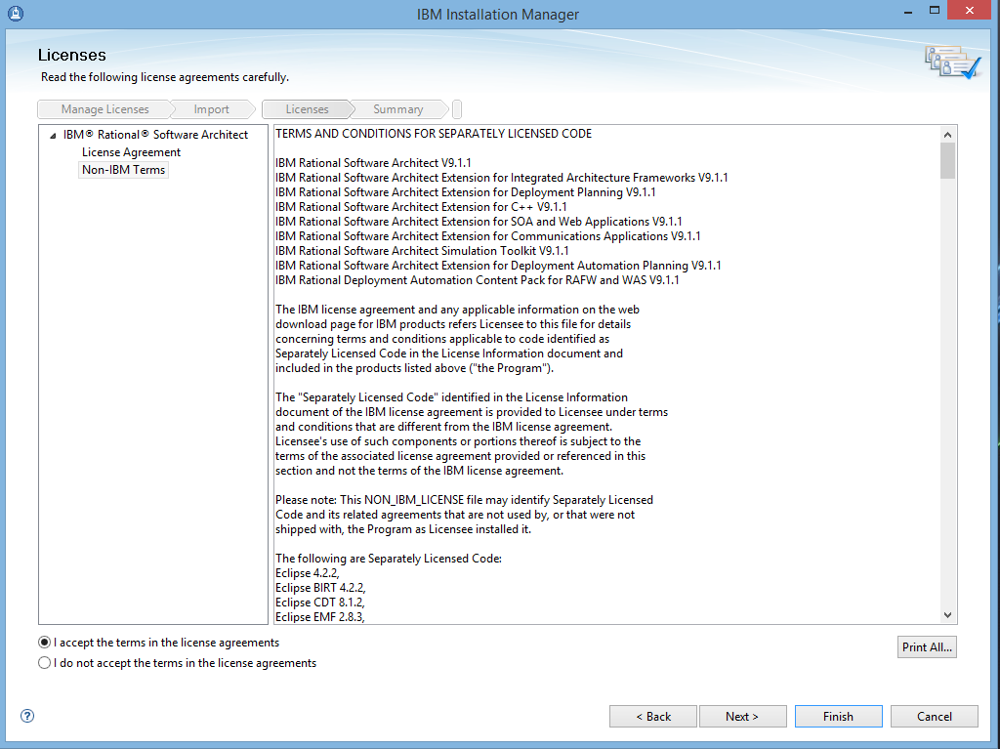 IBM Installation Manager
Licenses
Read the following license agreements carefully.
Manage Licenses
Import
Licenses
Summary
IBM® Rational® Software Architect
License Agreement
Non-IBM Terms
TERMS AND CONDITIONS FOR SEPARATELY LICENSED CODE
IBM Rational Software Architect V9.1.1
IBM Rational Software Architect Extension for Integrated Architecture Frameworks V9.1.1
IBM Rational Software Architect Extension for Deployment Planning V9.1.1
IBM Rational Software Architect Extension for C++ V9.1.1
IBM Rational Software Architect Extension for SOA and Web Applications V9.1.1
IBM Rational Software Architect Extension for Communications Applications V9.1.1
IBM Rational Software Architect Simulation Toolkit V9.1.1
IBM Rational Software Architect Extension for Deployment Automation Planning V9.1.1
IBM Rational Deployment Automation Content Pack for RAFW and WAS V9.1.1
The IBM license agreement and any applicable information on the web
download page for IBM products refers Licensee to this file for details
concerning terms and conditions applicable to code identified as
Separately Licensed Code in the License Information document and
included in the products listed above ("the Program").
The "Separately Licensed Code" identified in the License Information
document of the IBM license agreement is provided to Licensee under terms
and conditions that are different from the IBM license agreement.
Licensee's use of such components or portions thereof is subject to the
terms of the associated license agreement provided or referenced in this
section and not the terms of the IBM license agreement.
Please note: This NON_IBM_LICENSE file may identify Separately Licensed
Code and its related agreements that are not used by, or that were not
shipped with, the Program as Licensee installed it.
The following are Separately Licensed Code:
Eclipse 4.2.2,
Eclipse BIRT 4.2.2,
Eclipse CDT 8.1.2,
Eclipse EMF 2.8.3,
I accept the terms in the license agreements
I do not accept the terms in the license agreements
Print All...
?
< Back
Next >
Finish
Cancel